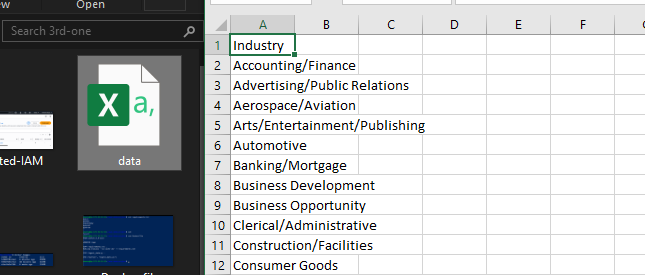 ew
Open
Search 3rd-one
X
a,
ted-IAM
data
A B C D E F
1 Industry
2 Accounting/Finance
3 Advertising/Public Relations
4 Aerospace/Aviation
5 Arts/Entertainment/Publishing
6 Automotive
7 Banking/Mortgage
8 Business Development
9 Business Opportunity
10 Clerical/Administrative
11 Construction/Facilities
12 Consumer Goods